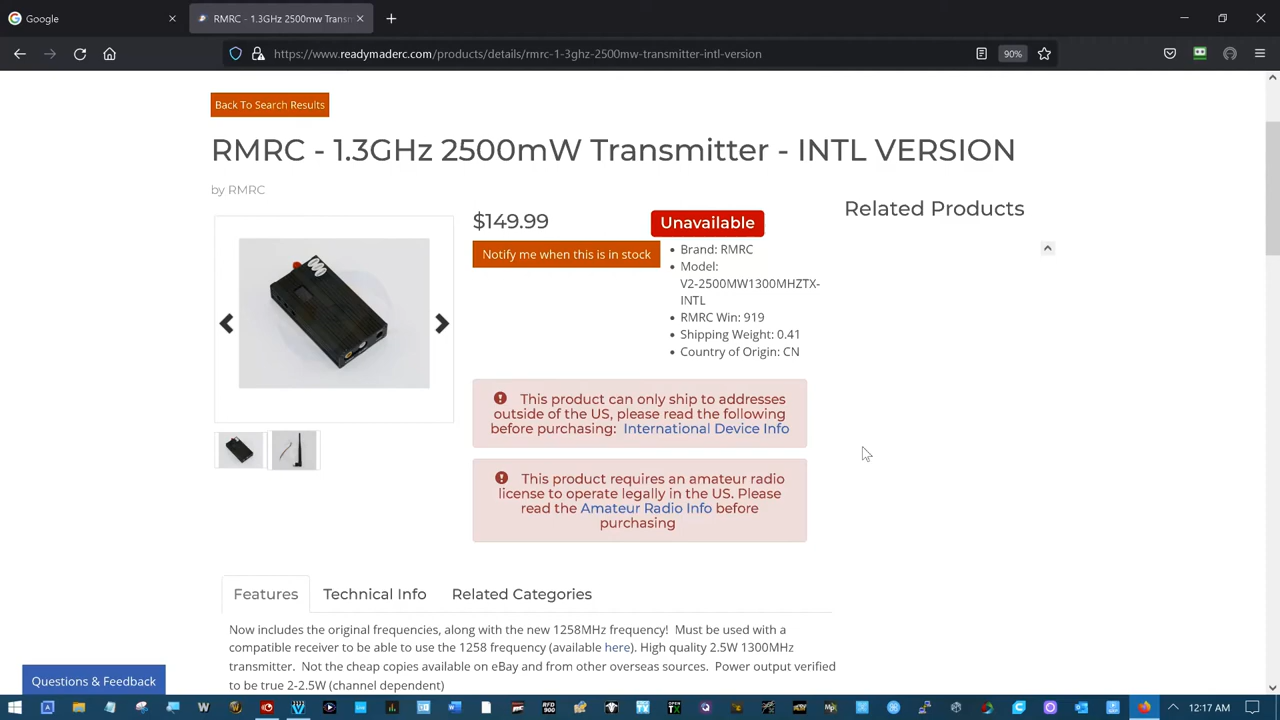 Google
RMRC - 1.3GHz 2500mw Transm
https://www.readymaderc.com/products/details/rmrc-1-3ghz-2500mw-transmitter-intl-version
90%
Back To Search Results
RMRC - 1.3GHz 2500mW Transmitter - INTL VERSION
by RMRC
$149.99
Unavailable
Notify me when this is in stock
Brand: RMRC
Model:
V2-2500MW1300MHZTX-
INTL
RMRC Win: 919
Shipping Weight: 0.41
Country of Origin: CN
Related Products
This product can only ship to addresses
outside of the US, please read the following
before purchasing: International Device Info
This product requires an amateur radio
license to operate legally in the US. Please
read the Amateur Radio Info before
purchasing
Features
Technical Info
Related Categories
Now includes the original frequencies, along with the new 1258MHz frequency! Must be used with a
compatible receiver to be able to use the 1258 frequency (available here). High quality 2.5W 1300MHz
transmitter. Not the cheap copies available on eBay and from other overseas sources. Power output verified
to be true 2-2.5W (channel dependent)
Questions & Feedback
12:17 AM